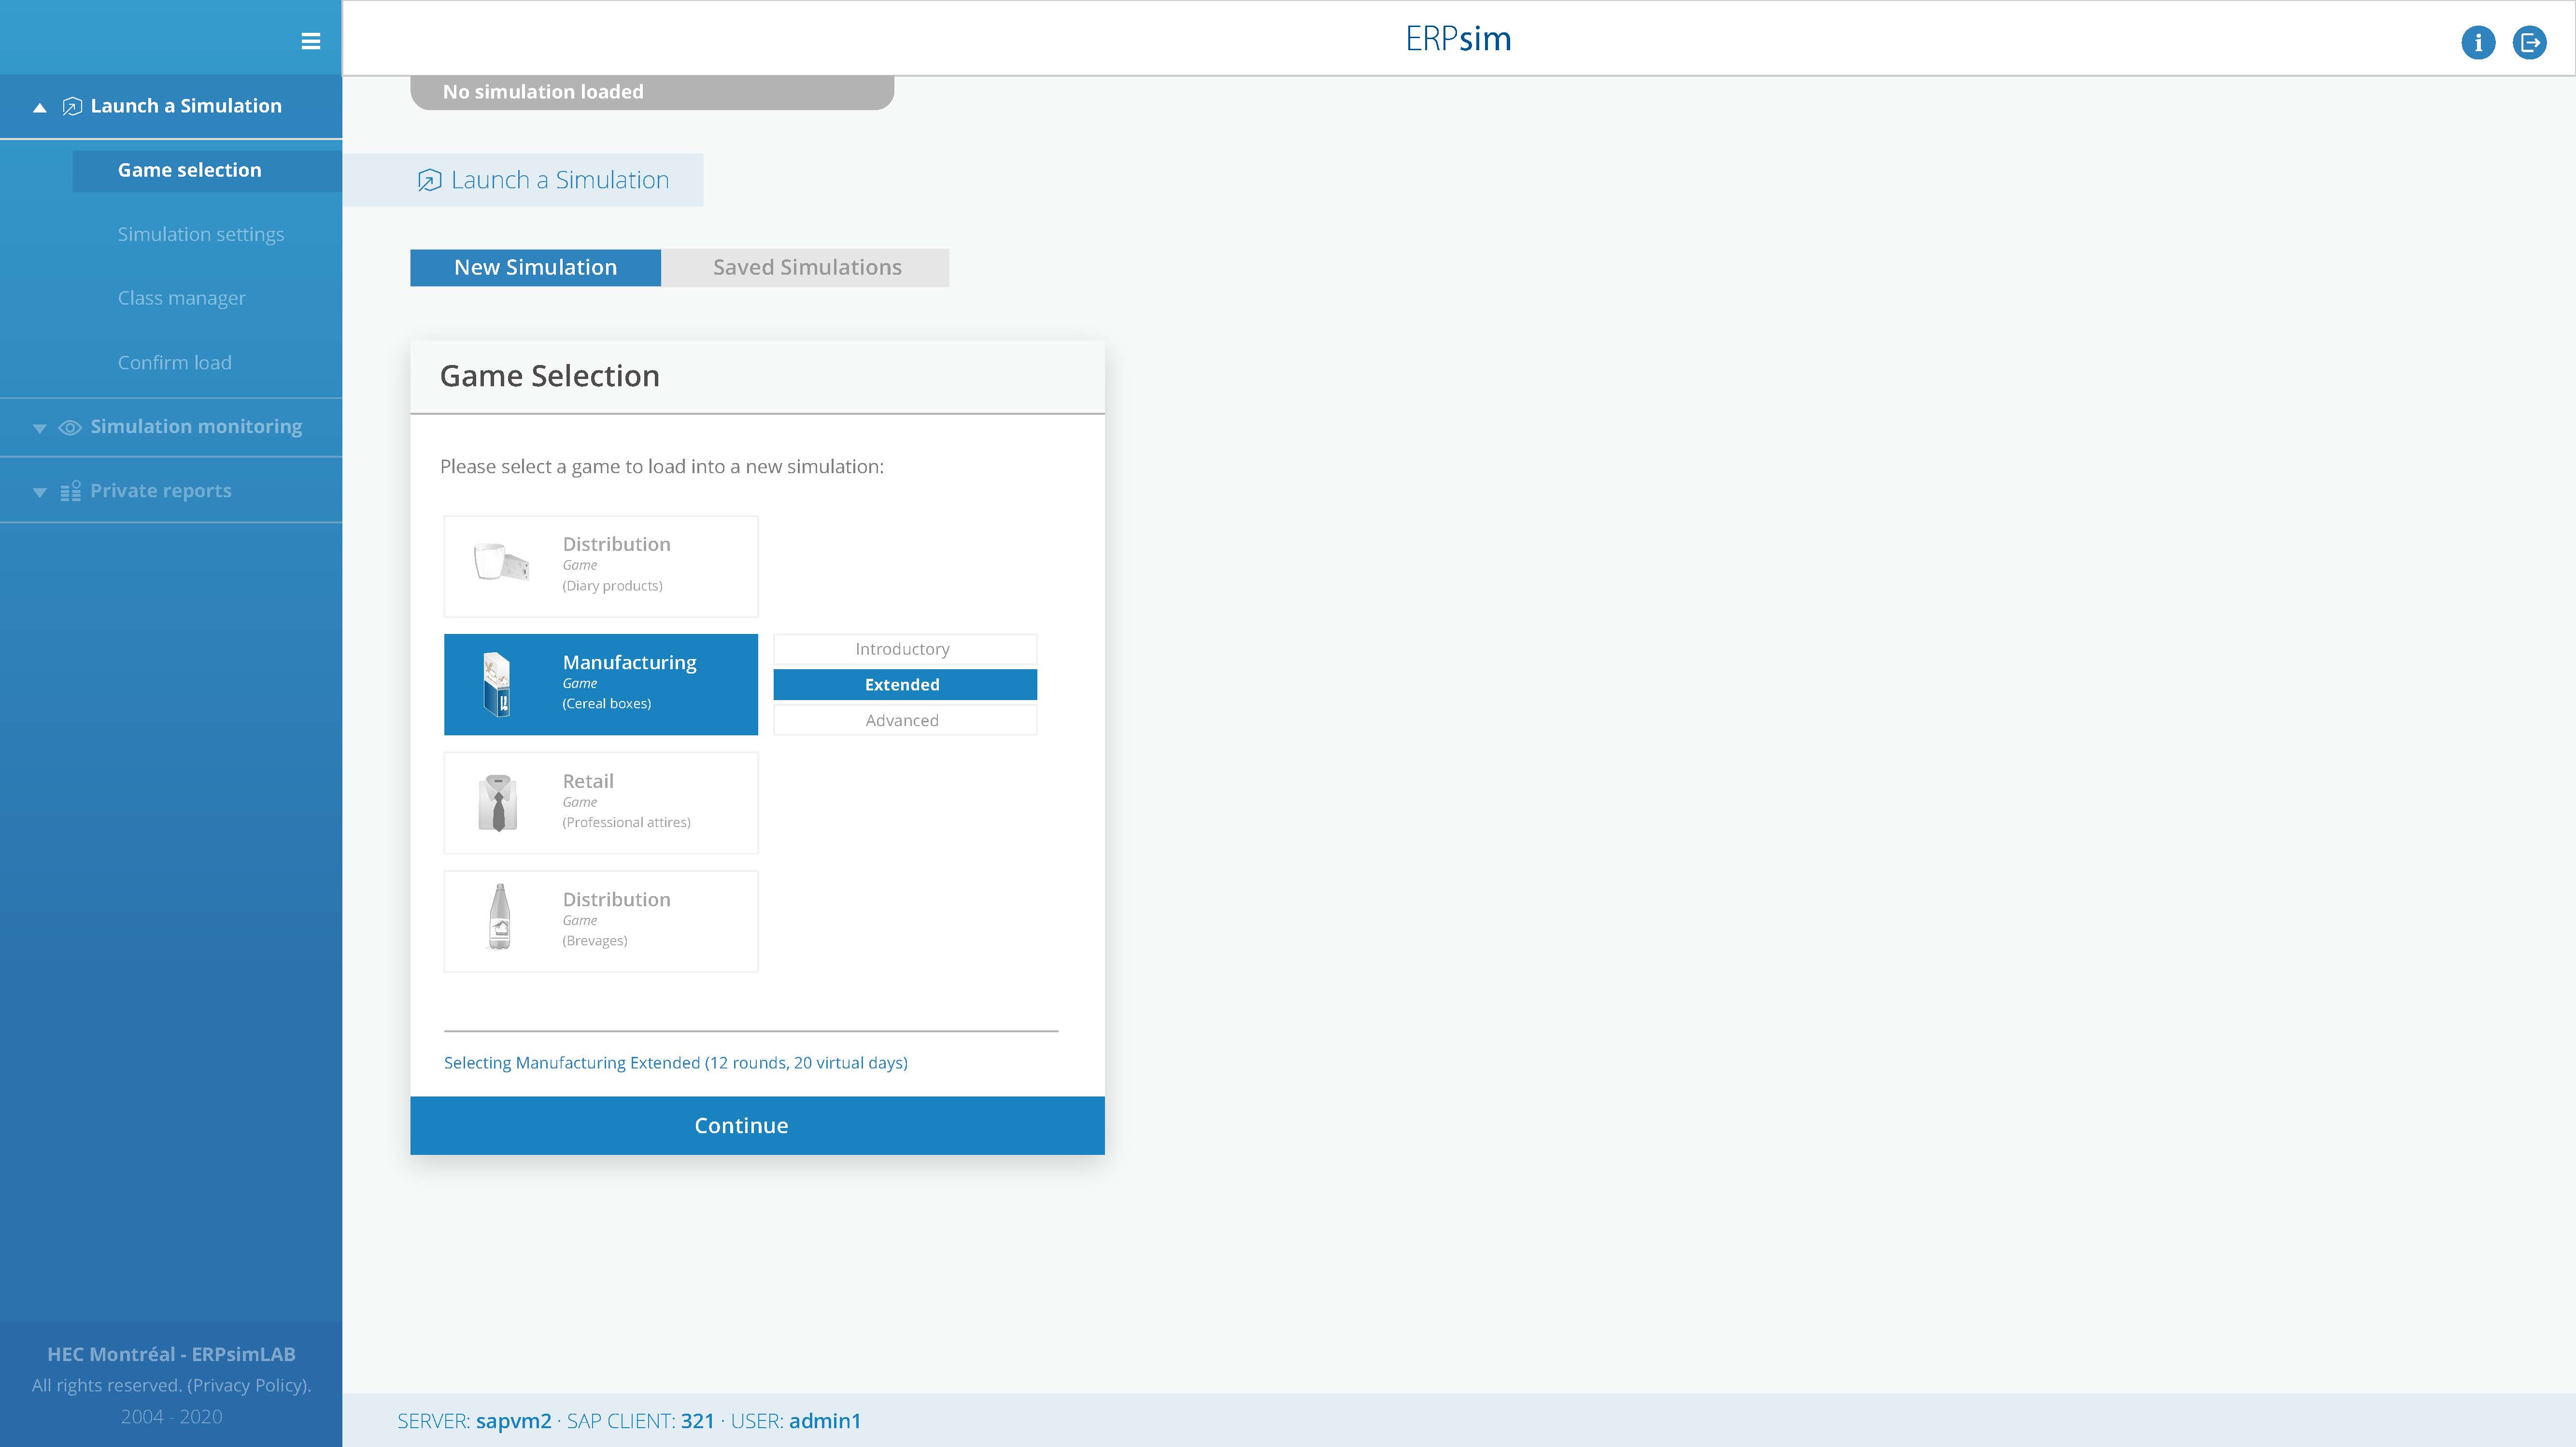 ERPsim
Launch a Simulation
Game selection
Simulation settings
Class manager
Confirm load
Simulation monitoring
Private reports
HEC Montréal - ERPsimLAB
All rights reserved. (Privacy Policy).
2004 - 2020
No simulation loaded
Launch a Simulation
New Simulation
Saved Simulations
Game Selection
Please select a game to load into a new simulation:
Distribution
Game
(Diary products)
Manufacturing
Game
(Cereal boxes)
Introductory
Extended
Advanced
Retail
Game
(Professional attires)
Distribution
Game
(Brevages)
Selecting Manufacturing Extended (12 rounds, 20 virtual days)
Continue
SERVER: sapvm2 · SAP CLIENT: 321 · USER: admin1